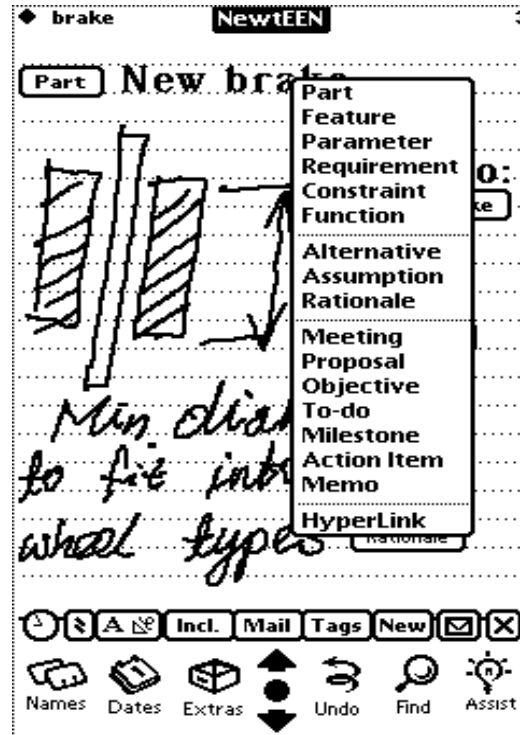 brake
NewtEEN
Part New brake
Part
Feature
Parameter
Requirement
Constraint
Function
Alternative
Assumption
Rationale
Meeting
Proposal
Objective
To-do
Milestone
Action Item
Memo
HyperLink
o:
ke
Min
to fit
wheel types
Rationale
A Incl. Mail Tags New X
Names Dates Extras Undo Find Assist